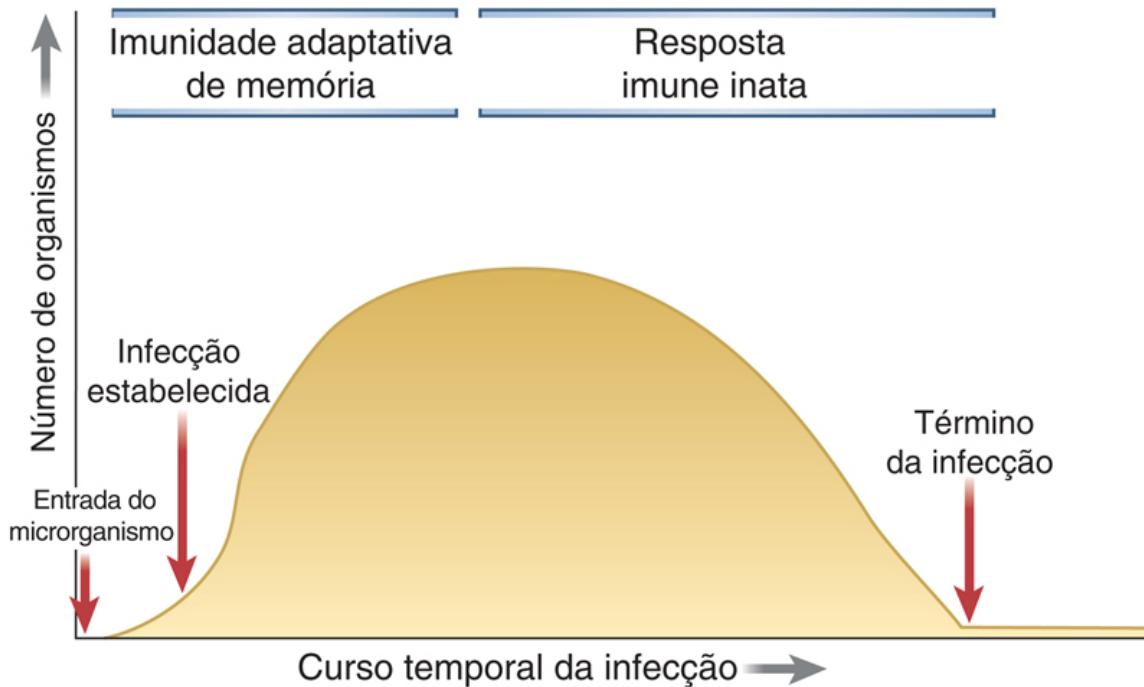 Imunidade adaptativa
de memória
Resposta
imune inata
Número de organismos
Infecção
estabelecida
Entrada do
microrganismo
Término
da infecção
Curso temporal da infecção